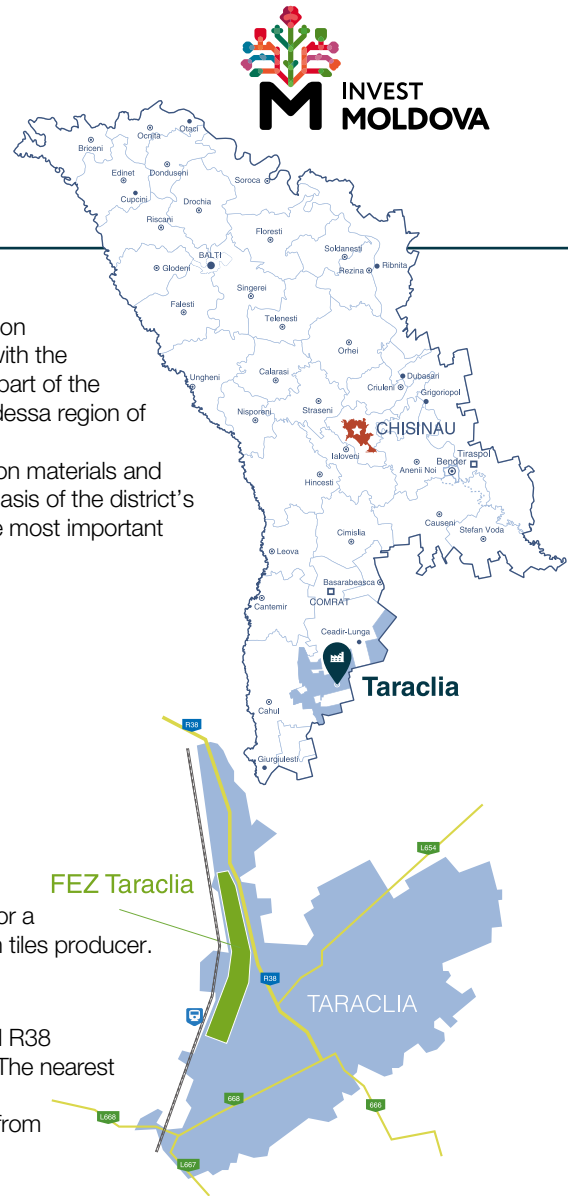 INVEST
MOLDOVA
Otaci
Ocnita
Briceni
Edinet
Donduseni
Soroca
Cupcini
Drochia
Riscani
Floresti
Soldanesti
BALTI
Glodeni
Rezina
Ribnita
Singerei
Falesti
Telenesti
on
with the
part of the
dessa region of
on materials and
asis of the district's
e most important
Orhei
Ungheni
Calarasi
Dubasari
Criuleni
Grigoriopol
Nisporeni
Straseni
CHISINAU
Ialoveni
Tiraspol
Anenii Noi
Bender
Hincesti
Causeni
Stefan Voda
Cimislia
Leova
Basarabeasca
COMRAT
Cantemir
Ceadir-Lunga
Taraclia
Cahul
R38
Giurgiulesti
L654
FEZ Taraclia
or a
n tiles producer.
R38
TARACLIA
l R38
The nearest
from
668
666
L668
L667